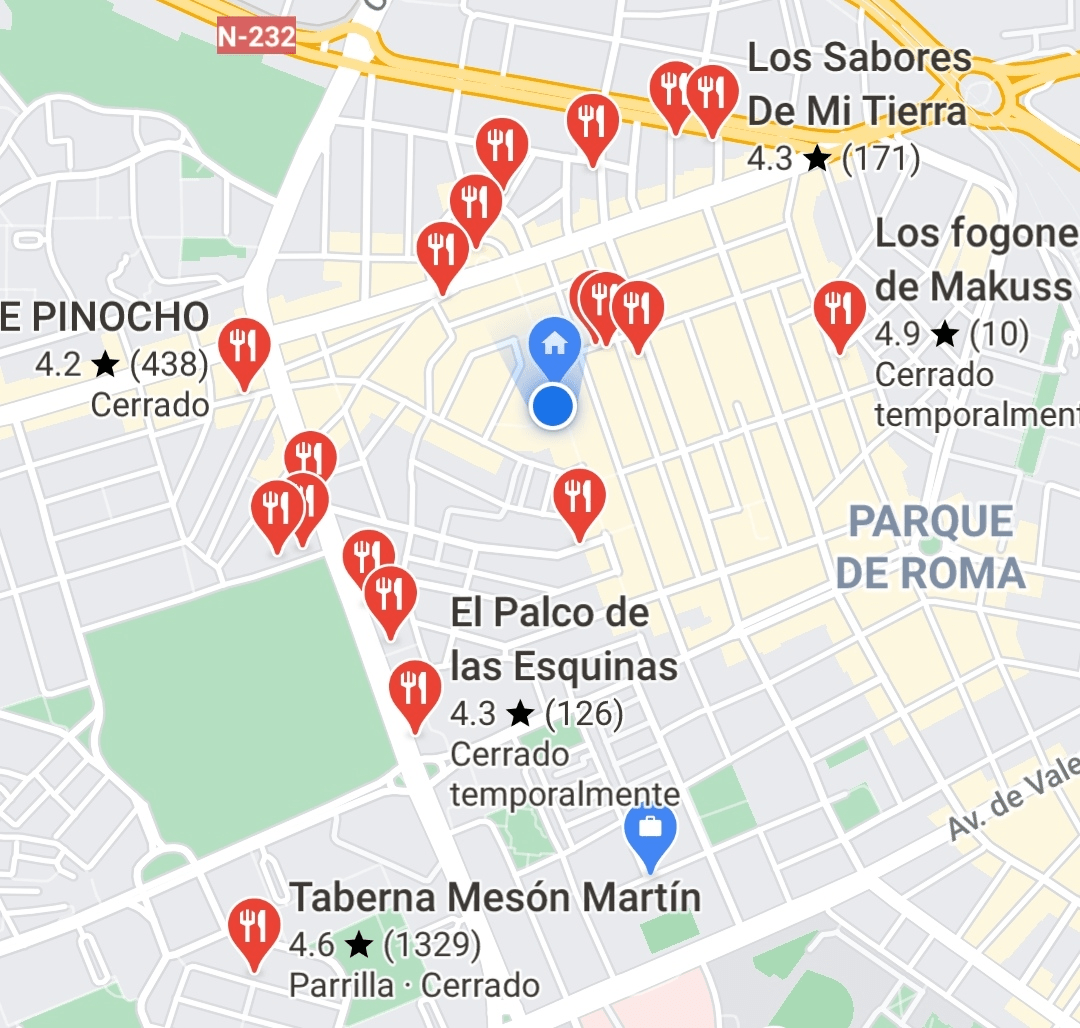 N-232
Los Sabores
De Mi Tierra
4.3 ★ (171)
Los fogone
de Makuss
4.9 ★ (10)
Cerrado
temporalment
E PINOCHO
4.2 ★ (438)
Cerrado
PARQUE
DE ROMA
El Palco de
las Esquinas
4.3 ★ (126)
Cerrado
temporalmente
Av. de Vale
Taberna Mesón Martín
4.6 ★ (1329)
Parrilla · Cerrado